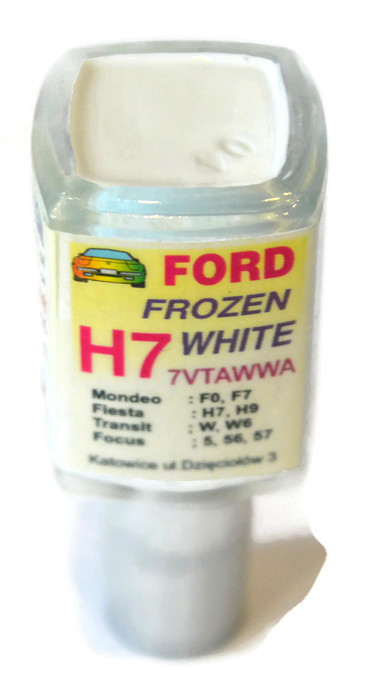 FORD
FROZEN
H7 WHITE
7VTAWWA
Mondeo : F0, F7
Fiesta : H7, H9
Transit : W, W6
Focus : 5, 56, 57
Katowice ul.Dzięciołów 3